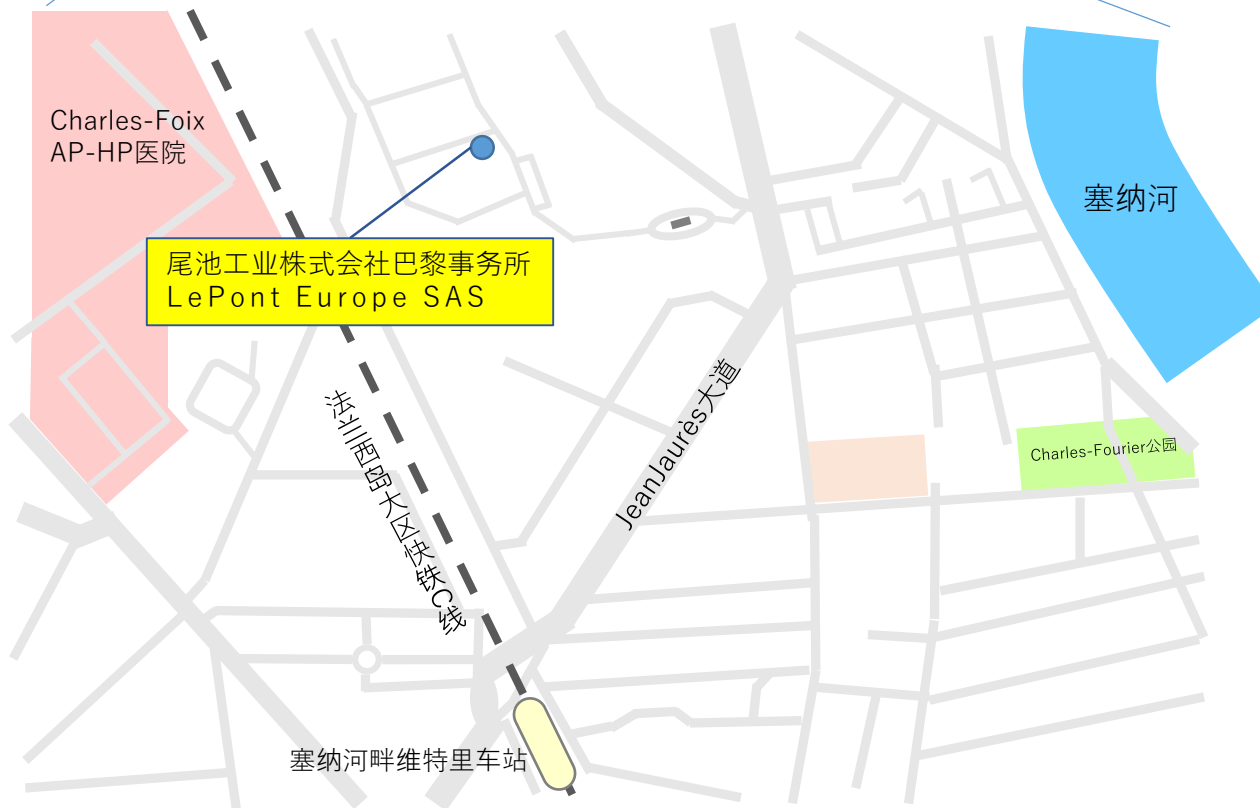 Charles-Foix
AP-HP医院
塞纳河
尾池工业株式会社巴黎事务所
LePont Europe SAS
法兰西岛大区快铁C线
JeanJaurès大道
Charles-Fourier公园
塞纳河畔维特里车站